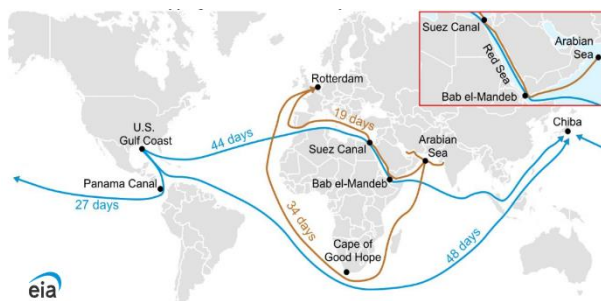 Suez Canal
Arabian
Sea
Red Sea
Bab el-Mandeb
Rotterdam
U.S.
Gulf Coast
44 days
19 days
Suez Canal
Arabian
Sea
Chiba
Panama Canal
27 days
Bab el-Mandeb
34 days
48 days
Cape of
Good Hope
eia